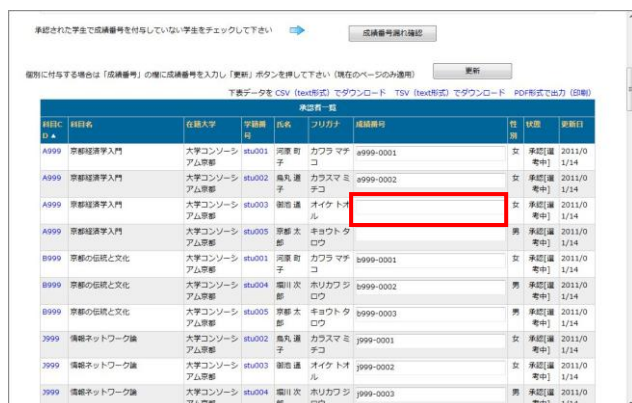 承認された学生で成績番号を付与していない学生をチェックして下さい
成績番号漏れ確認
個別に付与する場合は「成績番号」の欄に成績番号を入力し「更新」ボタンを押して下さい（現在のページのみ適用）
更新
下表データを CSV（text形式）でダウンロード TSV（text形式）でダウンロード PDF形式で出力（印刷）
承認者一覧
科目CD▲ 科目名 在籍大学 学籍番号 氏名 フリガナ 成績番号 性別 状態 更新日
A999 京都経済学入門 大学コンソーシアム京都 stu001 河原 町子 カワラ マチコ a999-0001 女 承認[選考中] 2011/01/14
A999 京都経済学入門 大学コンソーシアム京都 stu002 烏丸 道子 カラスマ ミチコ a999-0002 女 承認[選考中] 2011/01/14
A999 京都経済学入門 大学コンソーシアム京都 stu003 御池 通 オイケ トオル 女 承認[選考中] 2011/01/14
A999 京都経済学入門 大学コンソーシアム京都 stu005 京都 太郎 キョウト タロウ 男 承認[選考中] 2011/01/14
B999 京都の伝統と文化 大学コンソーシアム京都 stu001 河原 町子 カワラ マチコ b999-0001 女 承認[選考中] 2011/01/14
B999 京都の伝統と文化 大学コンソーシアム京都 stu004 堀川 次郎 ホリカワ ジロウ b999-0002 男 承認[選考中] 2011/01/14
B999 京都の伝統と文化 大学コンソーシアム京都 stu005 京都 太郎 キョウト タロウ b999-0003 男 承認[選考中] 2011/01/14
J999 情報ネットワーク論 大学コンソーシアム京都 stu002 烏丸 道子 カラスマ ミチコ j999-0001 女 承認[選考中] 2011/01/14
J999 情報ネットワーク論 大学コンソーシアム京都 stu003 御池 通 オイケ トオル j999-0002 女 承認[選考中] 2011/01/14
J999 情報ネットワーク論 大学コンソーシ stu004 堀川 次 ホリカワ ジ j999-0003 男 承認[選 2011/0